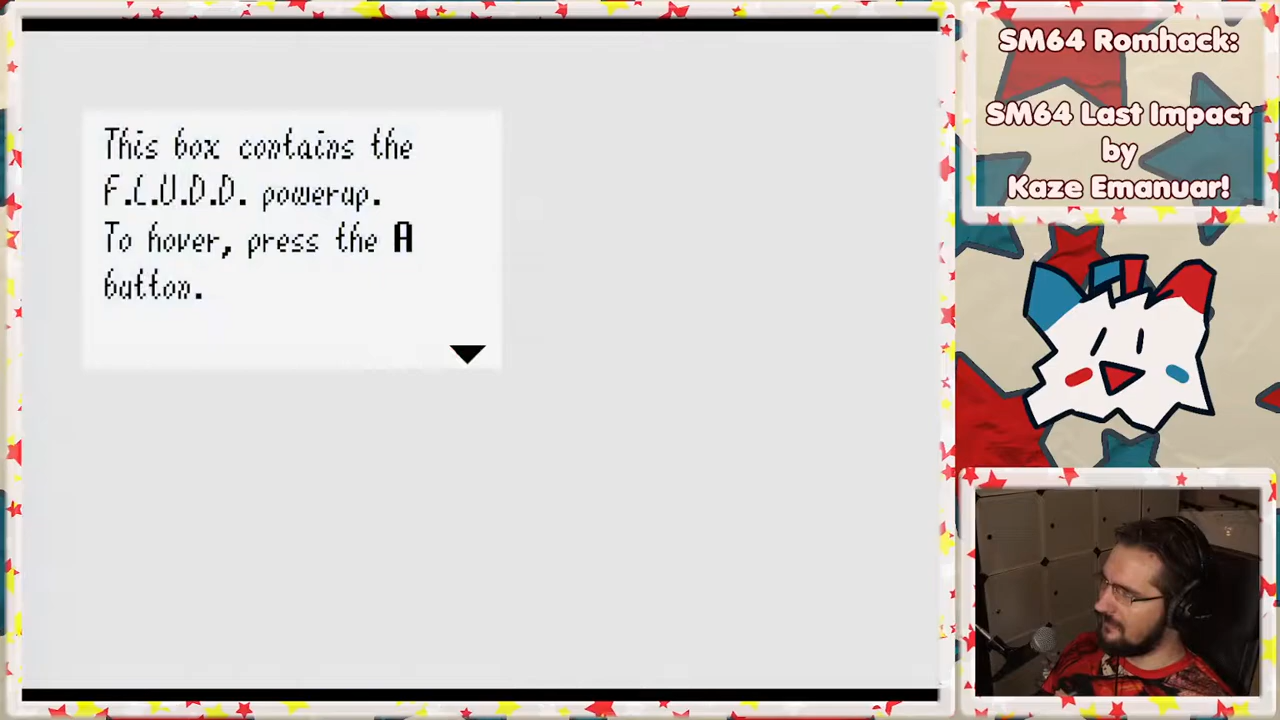 This box contains the
F.L.U.D.D. powerup.
To hover, press the A
button.
SM64 Romhack:
SM64 Last Impact
by
Kaze Emanuar!